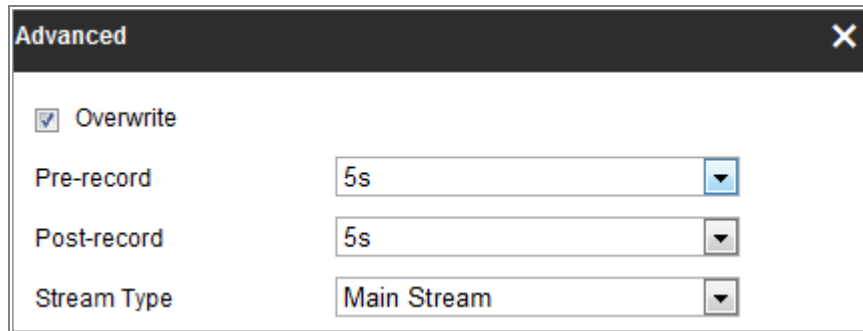 Advanced
Overwrite
Pre-record 5s
Post-record 5s
Stream Type Main Stream